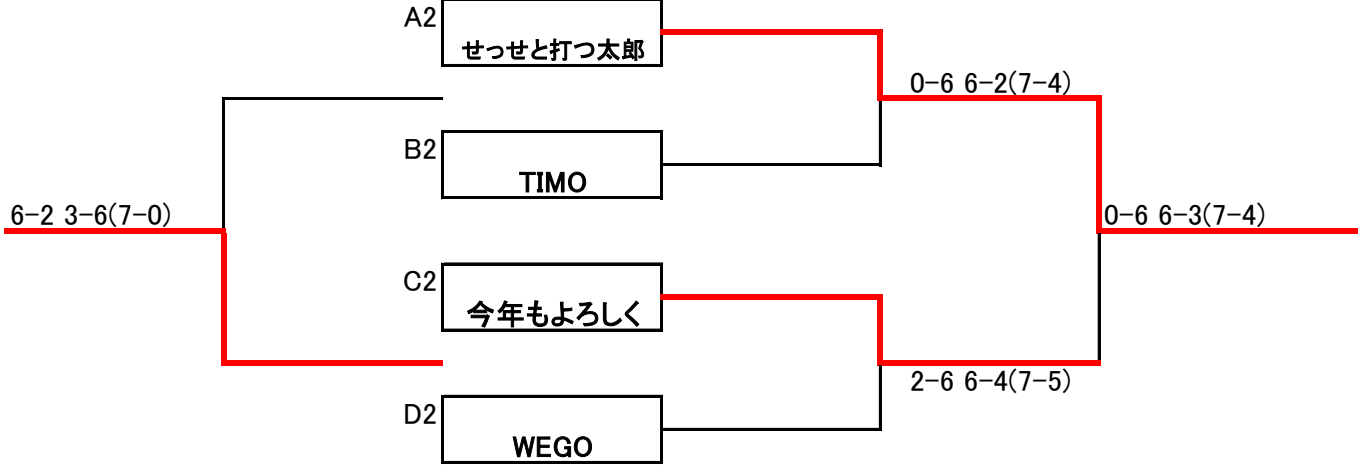 A2
せっせと打つ太郎
0-6 6-2(7-4)
B2
TIMO
6-2 3-6(7-0)
0-6 6-3(7-4)
C2
今年もよろしく
2-6 6-4(7-5)
D2
WEGO